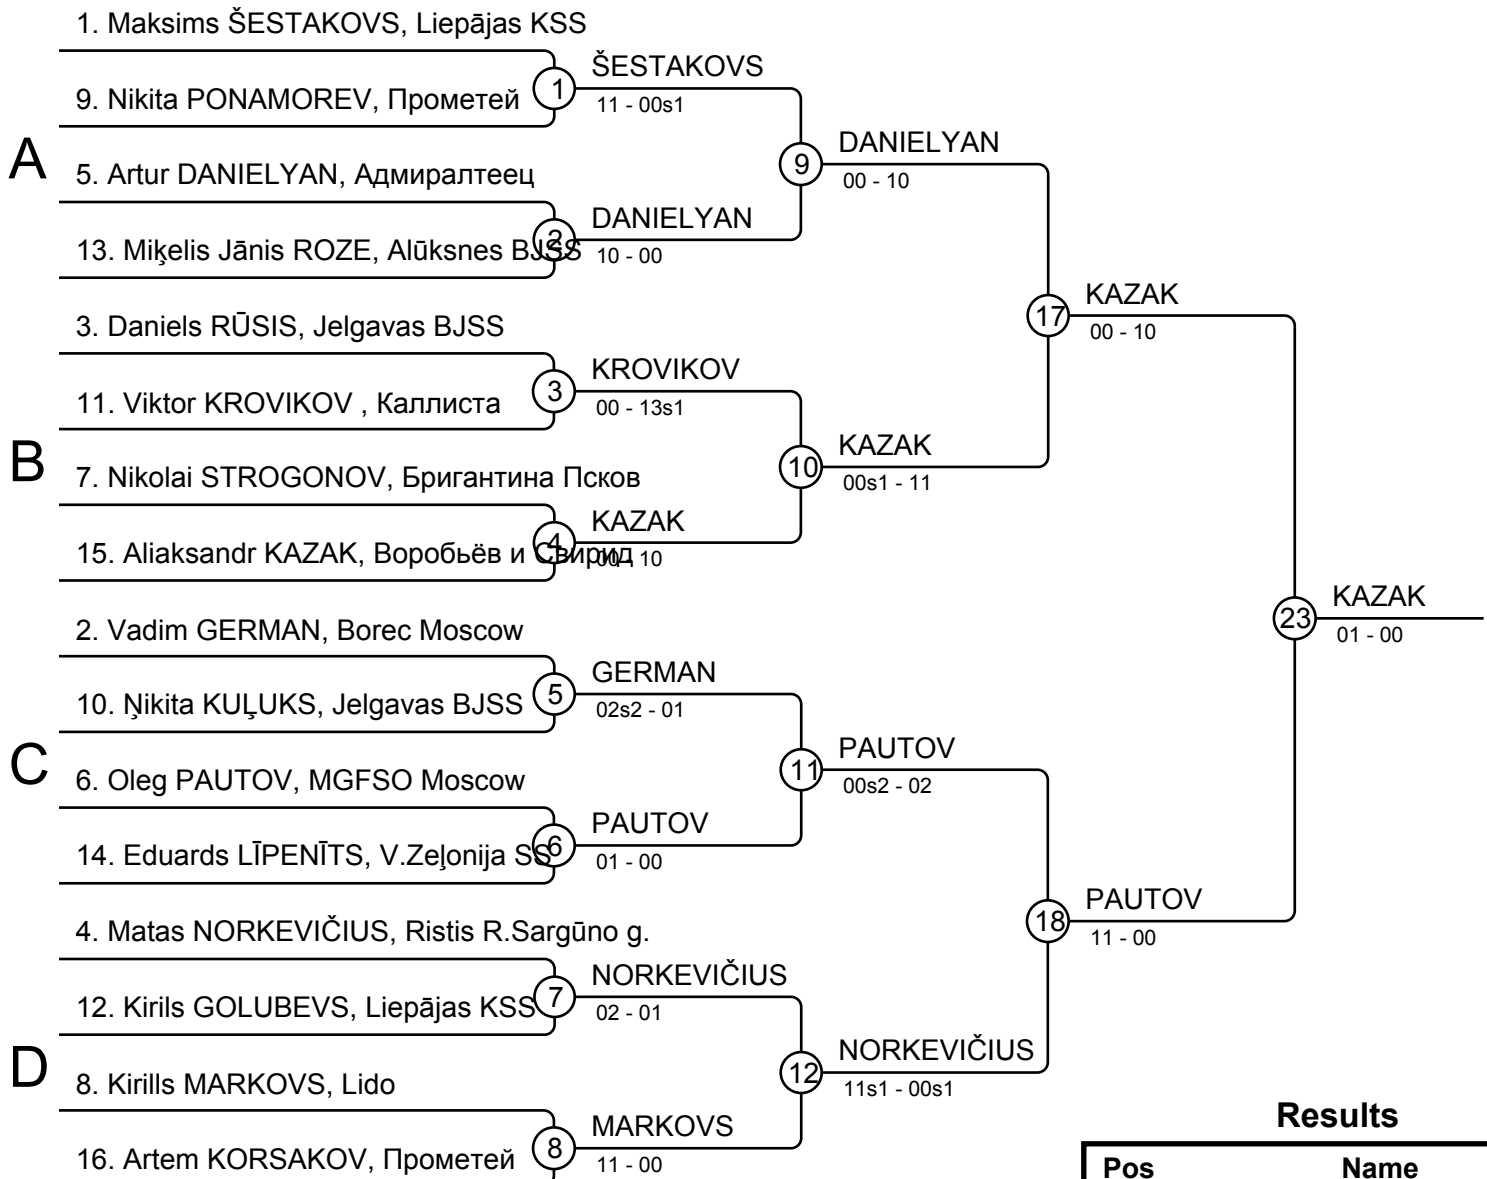 1. Maksims ŠESTAKOVS, Liepājas KSS
ŠESTAKOVS
1
11 - 00s1
9. Nikita PONAMOREV, Прометей
A
DANIELYAN
9
00 - 10
5. Artur DANIELYAN, Адмиралтеец
DANIELYAN
2
10 - 00
13. Miķelis Jānis ROZE, Alūksnes BJSS
KAZAK
17
00 - 10
3. Daniels RŪSIS, Jelgavas BJSS
KROVIKOV
3
00 - 13s1
11. Viktor KROVIKOV , Каллиста
B
KAZAK
10
00s1 - 11
7. Nikolai STROGONOV, Бригантина Псков
KAZAK
4
00 - 10
15. Aliaksandr KAZAK, Воробьёв и Свирид
KAZAK
23
01 - 00
2. Vadim GERMAN, Borec Moscow
GERMAN
5
02s2 - 01
10. Ņikita KUĻUKS, Jelgavas BJSS
C
PAUTOV
11
00s2 - 02
6. Oleg PAUTOV, MGFSO Moscow
PAUTOV
6
01 - 00
14. Eduards LĪPENĪTS, V.Zeļonija SS
PAUTOV
18
11 - 00
4. Matas NORKEVIČIUS, Ristis R.Sargūno g.
NORKEVIČIUS
7
02 - 01
12. Kirils GOLUBEVS, Liepājas KSS
D
NORKEVIČIUS
12
11s1 - 00s1
8. Kirills MARKOVS, Lido
MARKOVS
8
11 - 00
16. Artem KORSAKOV, Прометей
Results
Pos Name